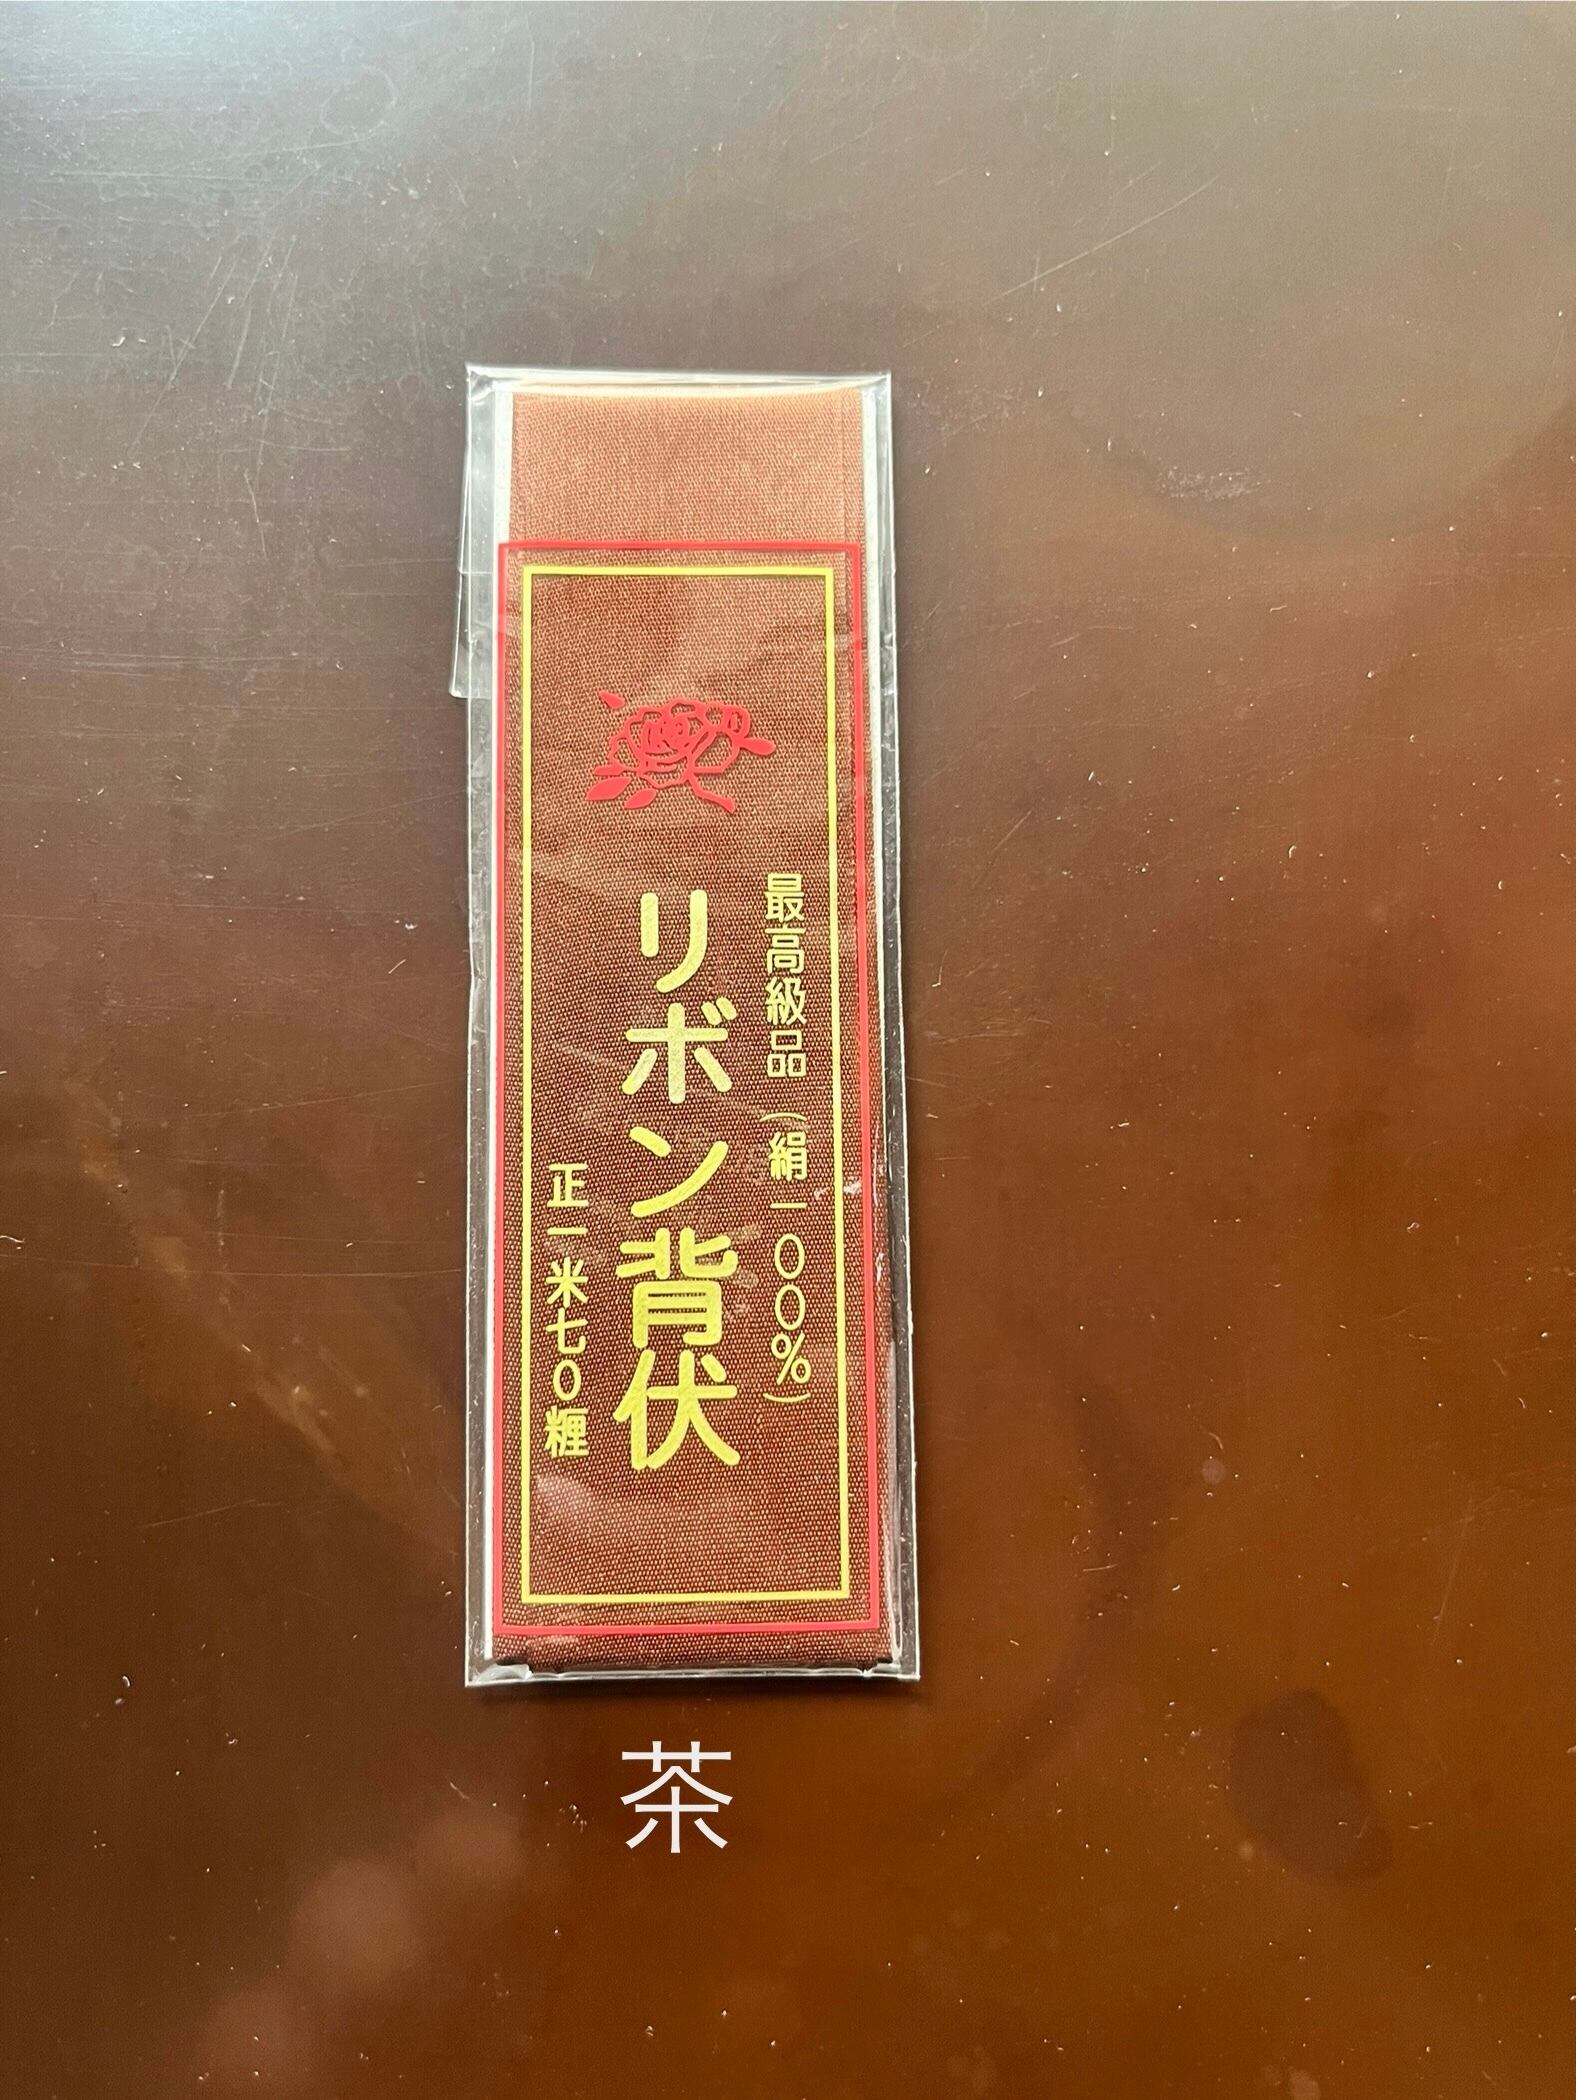 最高級品(絹一〇〇%)
リボン背伏
正一米七〇糎
茶